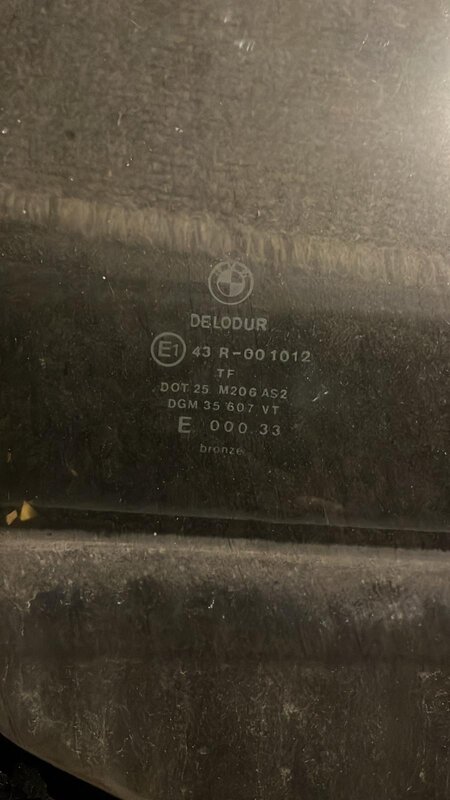 DELODUR
E1 43 R-001012
TF
DOT 25 M206 AS2
DGM 35 607 VT
E 000 33
bronze